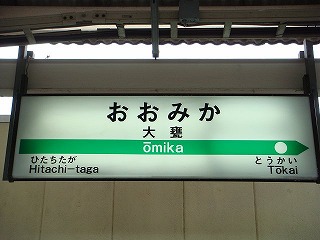 おおみか
大甕
ōmika
ひたちたが
Hitachi-taga
とうかい
Tōkai